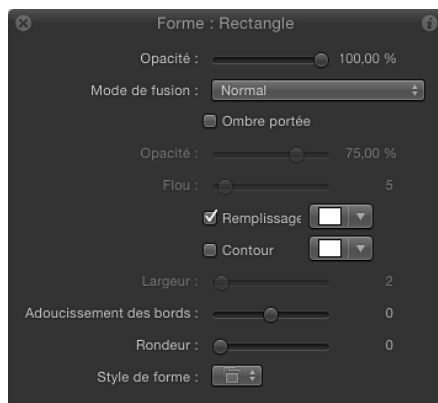 Forme : Rectangle
Opacité : 100,00 %
Mode de fusion : Normal
Ombre portée
Opacité : 75,00 %
Flou : 5
Remplissage
Contour
Largeur : 2
Adoucissement des bords : 0
Rondeur : 0
Style de forme :